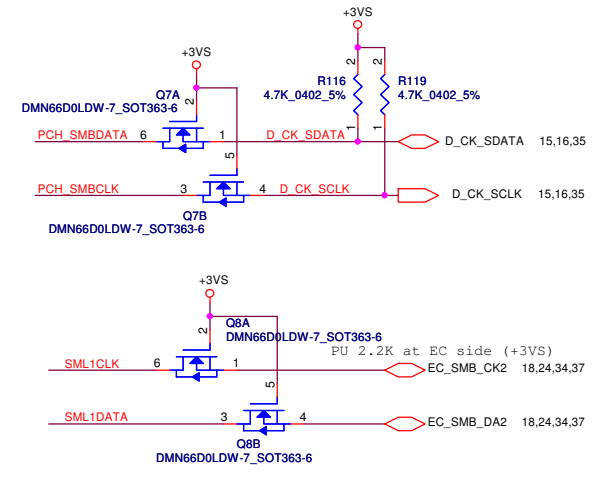 +3VS
+3VS
Q7A
DMN66D0LDW-7_SOT363-6
R116
4.7K_0402_5%
R119
4.7K_0402_5%
2
2
2
1
1
PCH_SMBDATA 6 1 D_CK_SDATA D_CK_SDATA 15,16,35
5
PCH_SMBCLK 3 4 D_CK_SCLK D_CK_SCLK 15,16,35
Q7B
DMN66D0LDW-7_SOT363-6
+3VS
Q8A
DMN66D0LDW-7_SOT363-6
2
PU 2.2K at EC side (+3VS)
SML1CLK 6 1 EC_SMB_CK2 18,24,34,37
5
SML1DATA 3 4 EC_SMB_DA2 18,24,34,37
Q8B
DMN66D0LDW-7_SOT363-6